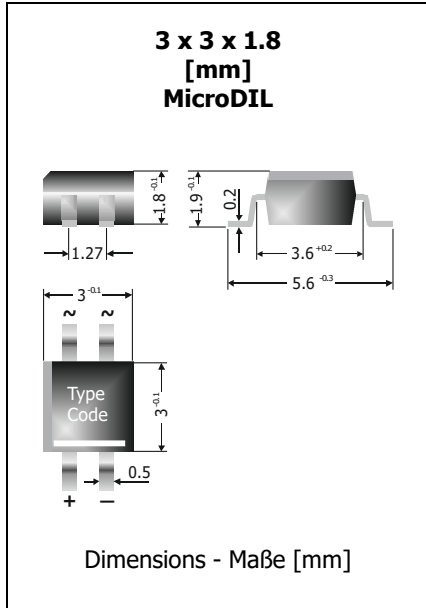 3 x 3 x 1.8
[mm]
MicroDIL
1.8 -0.1
1.9 -0.1
0.2
1.27
3.6 +0.2
5.6 -0.3
3 -0.1
~ ~
Type
Code
3 -0.1
0.5
+ –
Dimensions - Maße [mm]